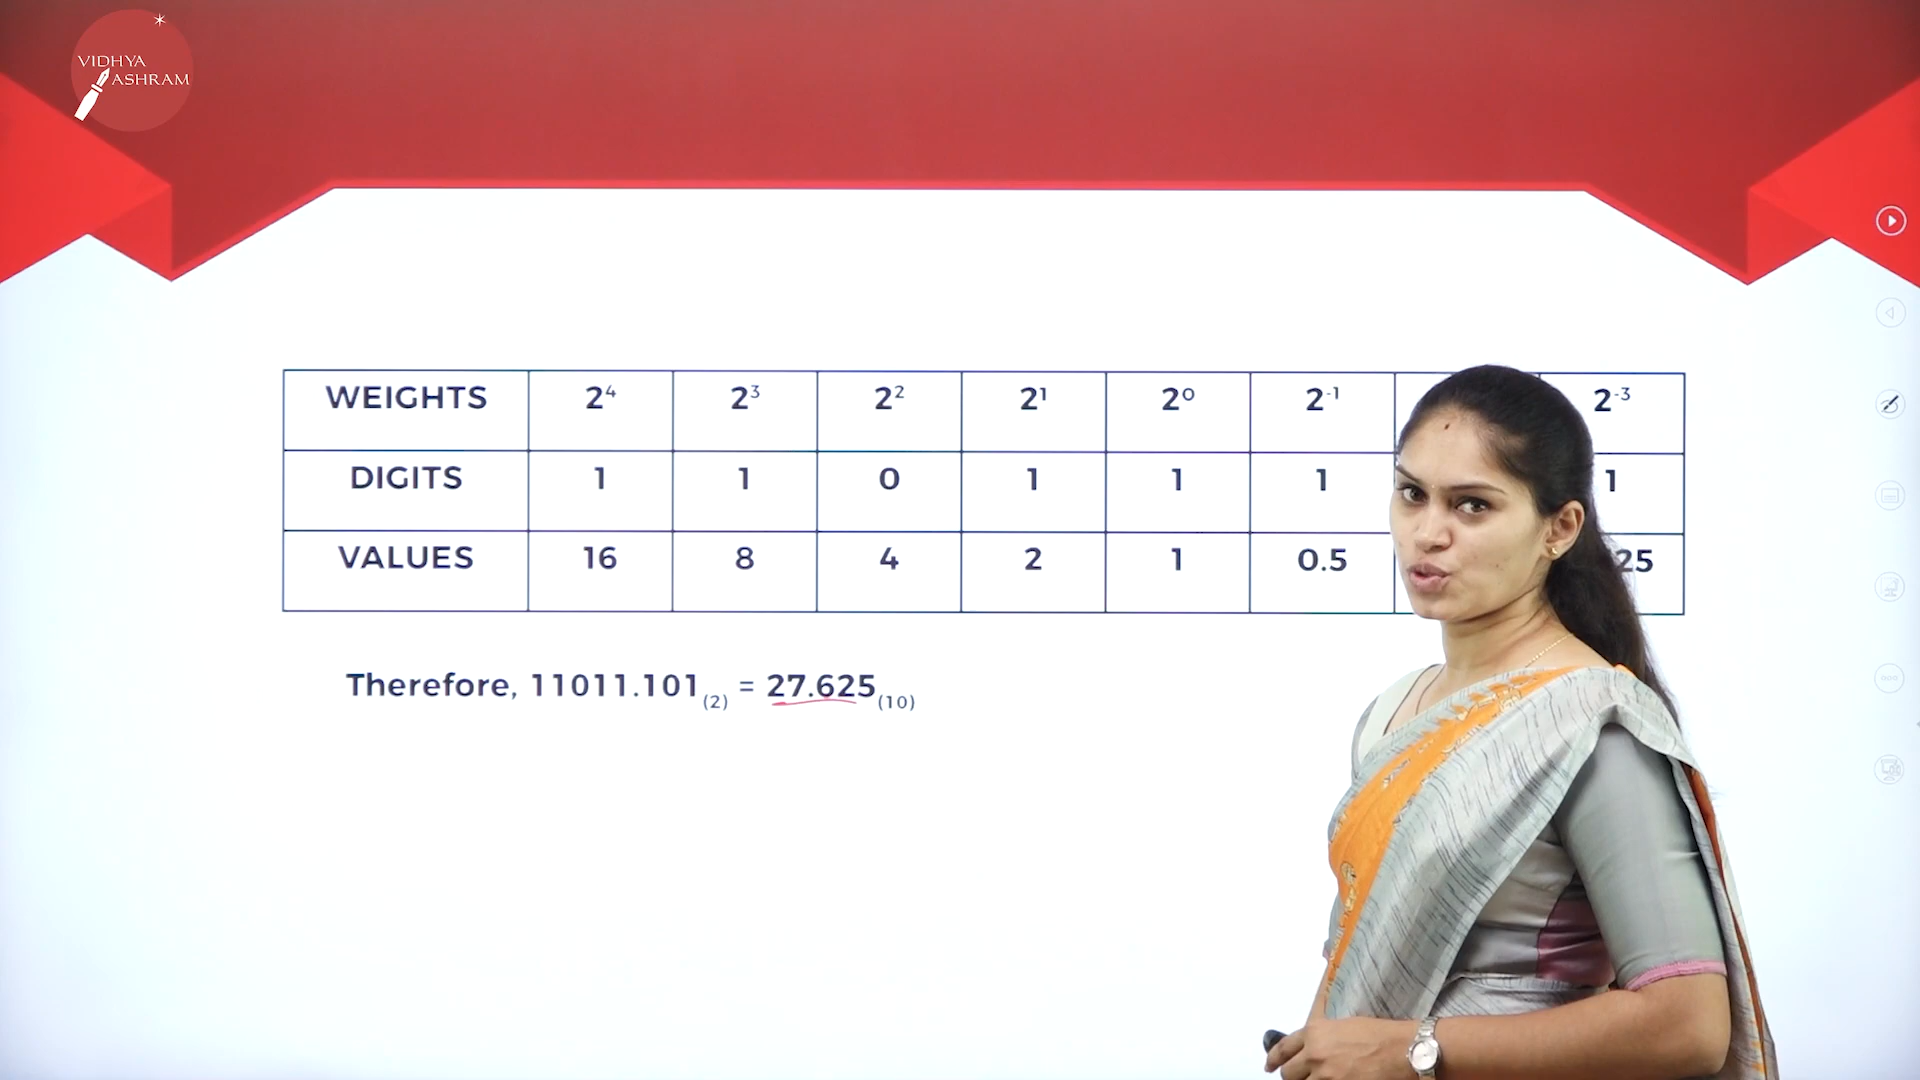 VIDHYA
ASHRAM
WEIGHTS 2⁴ 2³ 2² 2¹ 2⁰ 2⁻¹ 2⁻³
DIGITS 1 1 0 1 1 1 1
VALUES 16 8 4 2 1 0.5 25
Therefore, 11011.101₍₂₎ = 27.625₍₁₀₎